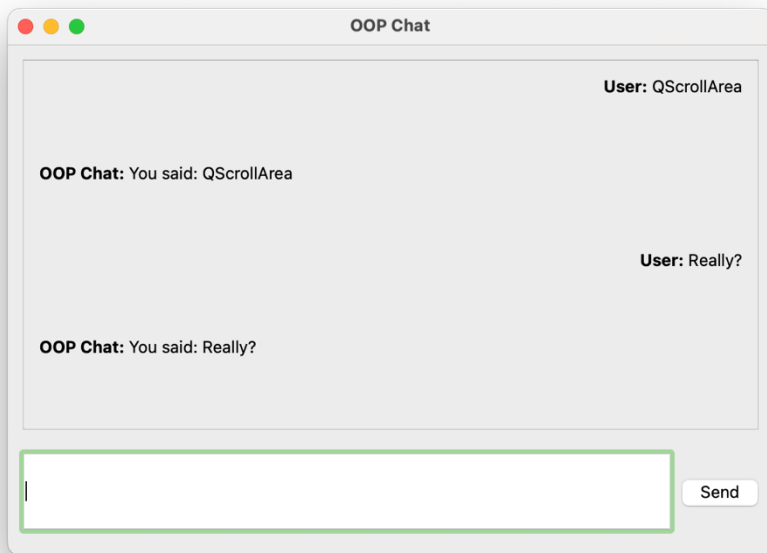 OOP Chat
User: QScrollArea
OOP Chat: You said: QScrollArea
User: Really?
OOP Chat: You said: Really?
Send